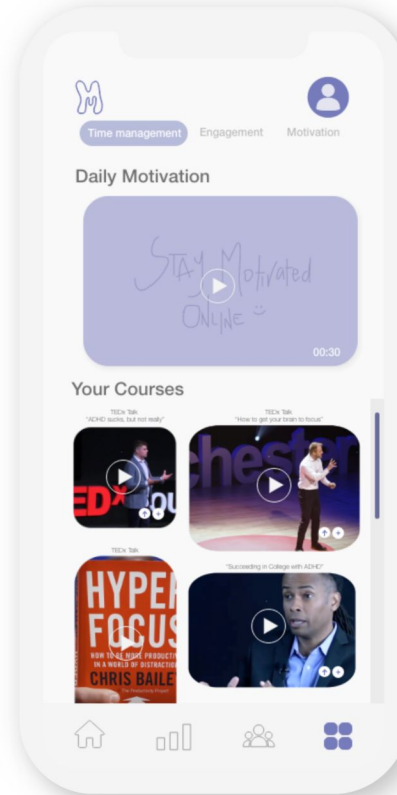 Time management
Engagement
Motivation
Daily Motivation
STAY Motivated
ONLINE
00:30
Your Courses
TEDx Talk
"ADHD sucks, but not really"
TEDx Talk
"How to get your brain to focus"
TEDx
chester
TEDx Talk
"Succeeding in College with ADHD"
HYPER
FOCUS
HOW TO BE MORE PRODUCTIVE
IN A WORLD OF DISTRACTION
CHRIS BAILEY